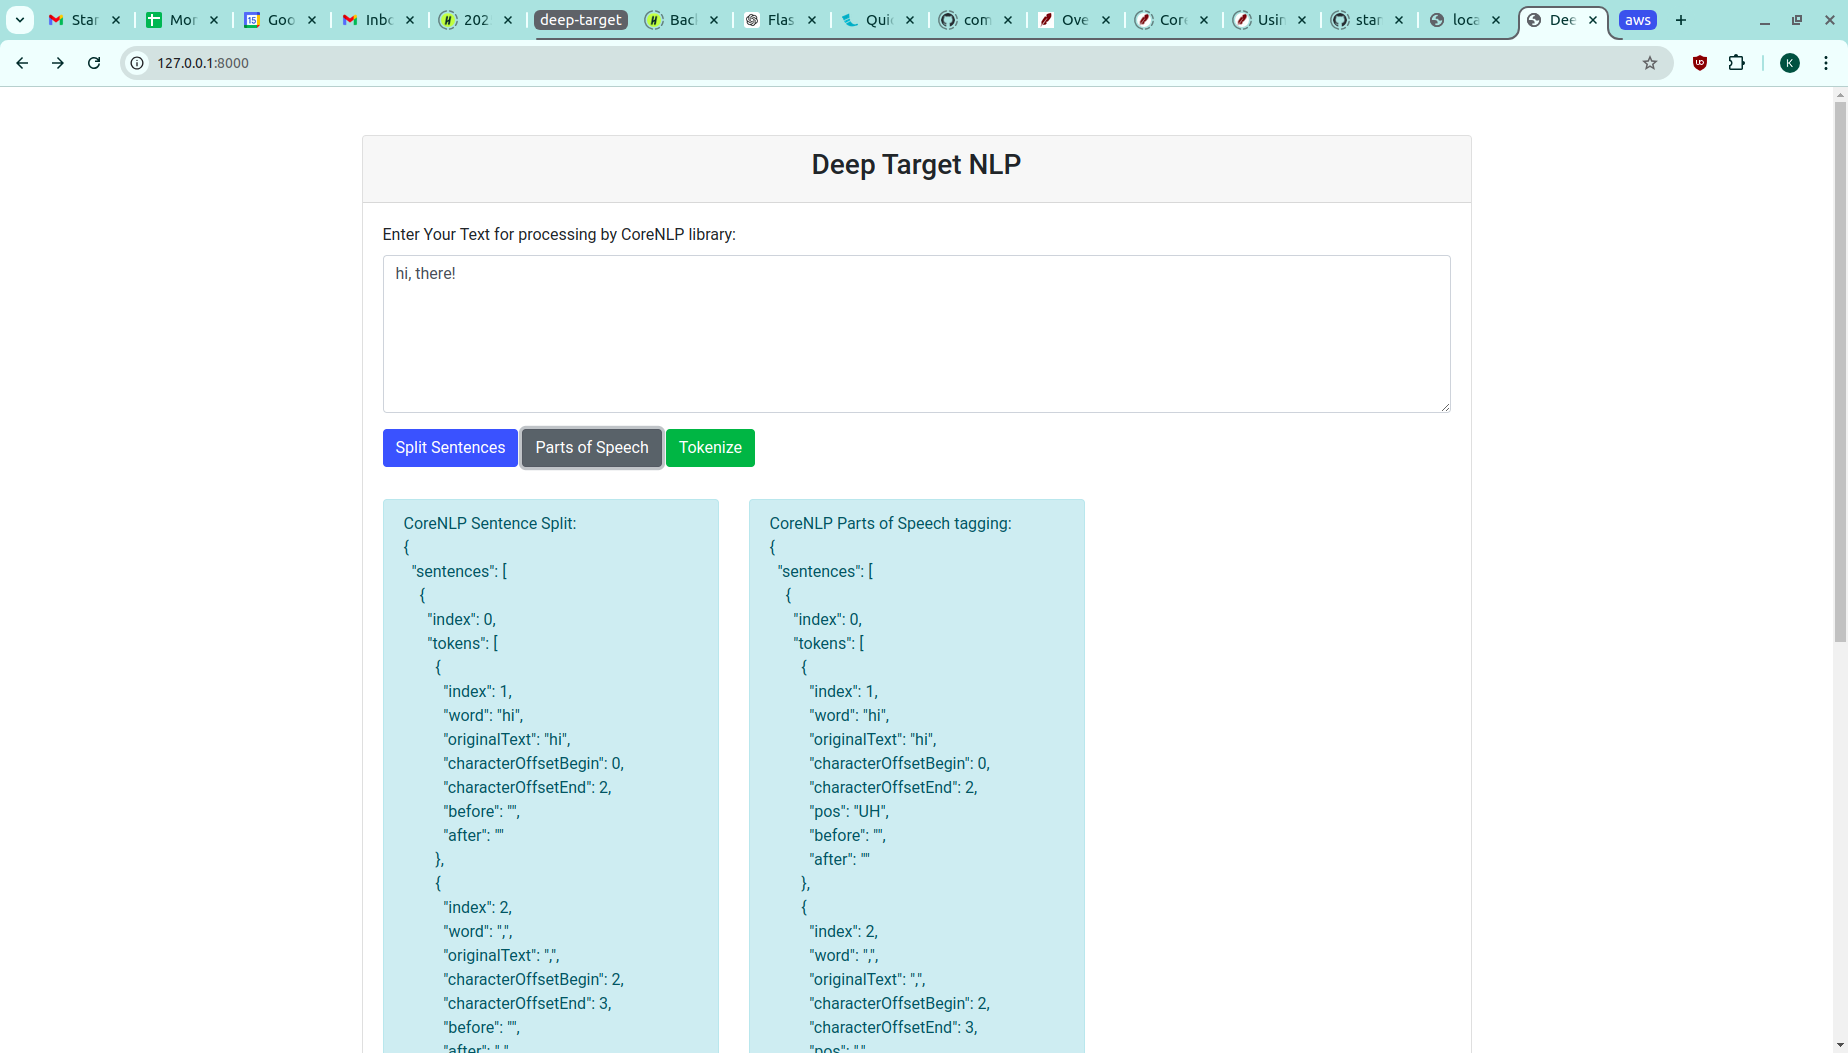 Star
Mor
15
Goo
Inbo
202
deep-target
Bac
Flas
Quic
com
Ove
Core
Usin
star
loca
Dee
aws
127.0.0.1:8000
K
Deep Target NLP
Enter Your Text for processing by CoreNLP library:
hi, there!
Split Sentences
Parts of Speech
Tokenize
CoreNLP Sentence Split:
{
"sentences": [
{
"index": 0,
"tokens": [
{
"index": 1,
"word": "hi",
"originalText": "hi",
"characterOffsetBegin": 0,
"characterOffsetEnd": 2,
"before": "",
"after": ""
},
{
"index": 2,
"word": ",",
"originalText": ",",
"characterOffsetBegin": 2,
"characterOffsetEnd": 3,
"before": "",
"after": " "
CoreNLP Parts of Speech tagging:
{
"sentences": [
{
"index": 0,
"tokens": [
{
"index": 1,
"word": "hi",
"originalText": "hi",
"characterOffsetBegin": 0,
"characterOffsetEnd": 2,
"pos": "UH",
"before": "",
"after": ""
},
{
"index": 2,
"word": ",",
"originalText": ",",
"characterOffsetBegin": 2,
"characterOffsetEnd": 3,
"pos": ","